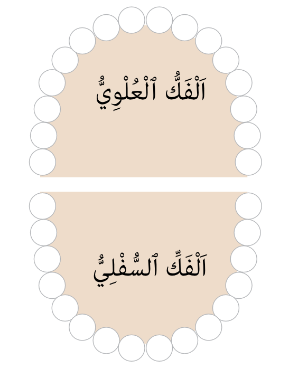 اَلْفَكُّ ٱلْعُلْوِيُّ
اَلْفَكِّ ٱلسُّفْلِيُّ